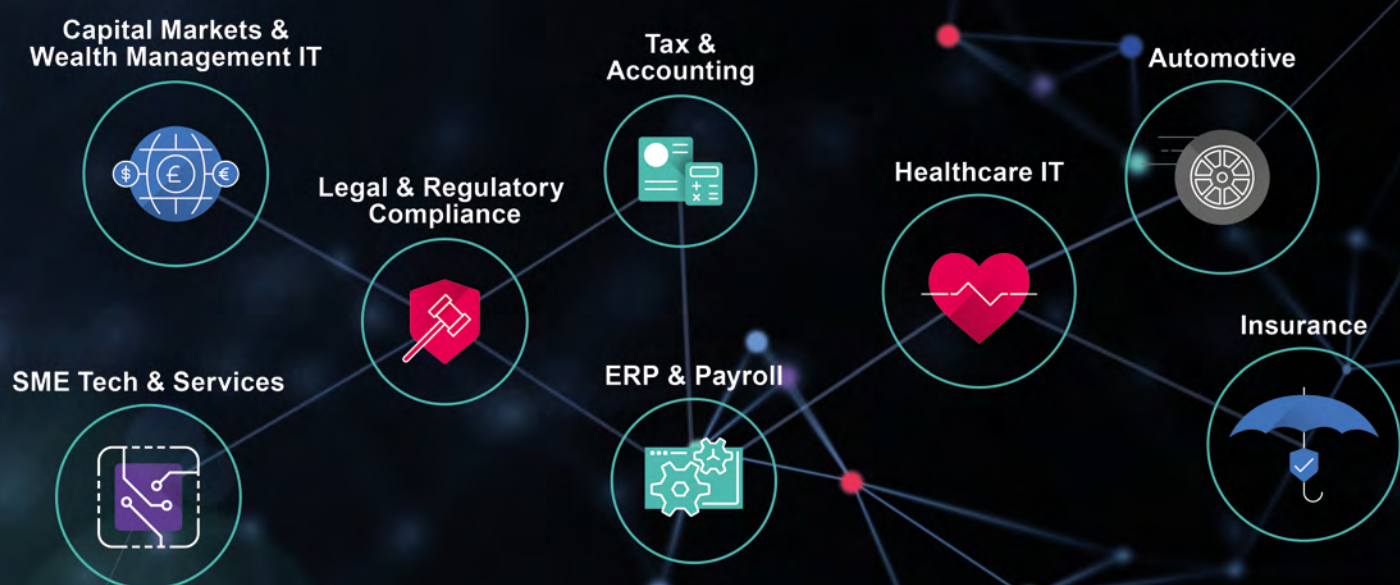 Capital Markets &
Wealth Management IT
Tax &
Accounting
Automotive
Healthcare IT
Legal & Regulatory
Compliance
$
£
€
Insurance
SME Tech & Services
ERP & Payroll